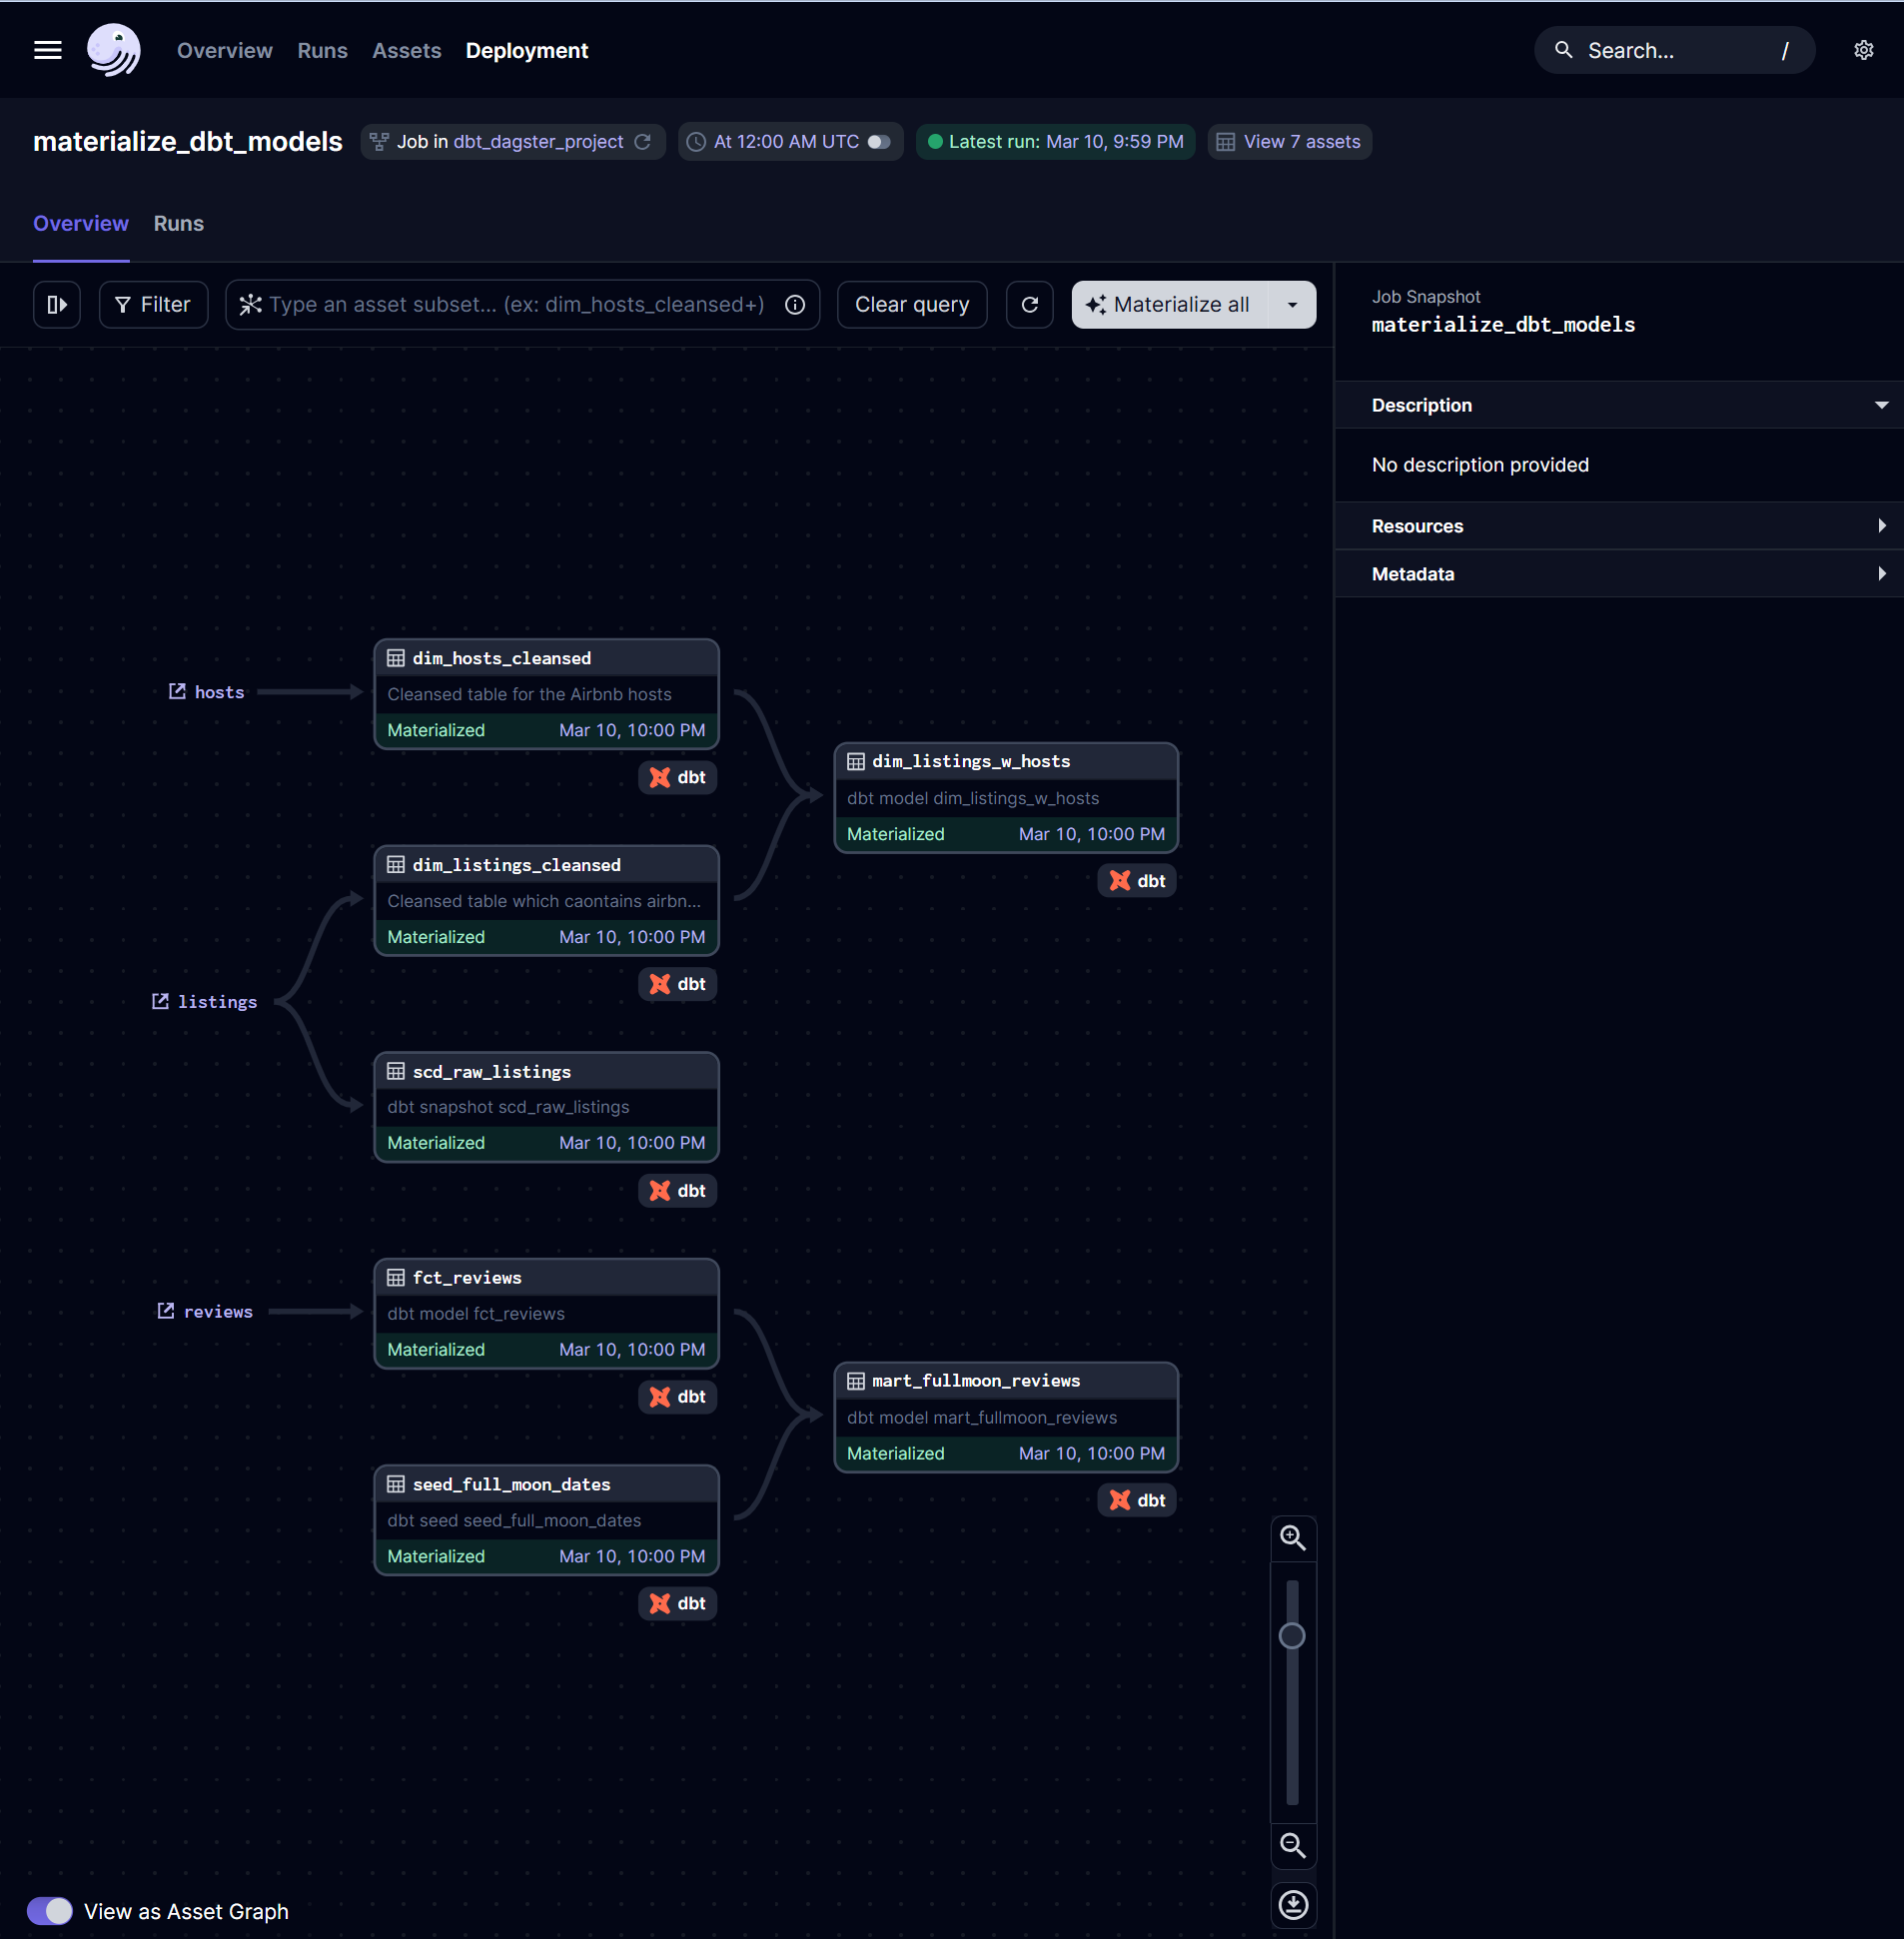 Overview Runs Assets Deployment Search... /
materialize_dbt_models Job in dbt_dagster_project At 12:00 AM UTC Latest run: Mar 10, 9:59 PM View 7 assets
Overview Runs
Filter Type an asset subset... (ex: dim_hosts_cleansed+) Clear query Materialize all
Job Snapshot
materialize_dbt_models
Description
No description provided
Resources
Metadata
hosts
dim_hosts_cleansed
Cleansed table for the Airbnb hosts
Materialized Mar 10, 10:00 PM
dbt
dim_listings_w_hosts
dbt model dim_listings_w_hosts
Materialized Mar 10, 10:00 PM
dbt
dim_listings_cleansed
Cleansed table which caontains airbn...
Materialized Mar 10, 10:00 PM
dbt
listings
scd_raw_listings
dbt snapshot scd_raw_listings
Materialized Mar 10, 10:00 PM
dbt
reviews
fct_reviews
dbt model fct_reviews
Materialized Mar 10, 10:00 PM
dbt
mart_fullmoon_reviews
dbt model mart_fullmoon_reviews
Materialized Mar 10, 10:00 PM
dbt
seed_full_moon_dates
dbt seed seed_full_moon_dates
Materialized Mar 10, 10:00 PM
dbt
View as Asset Graph